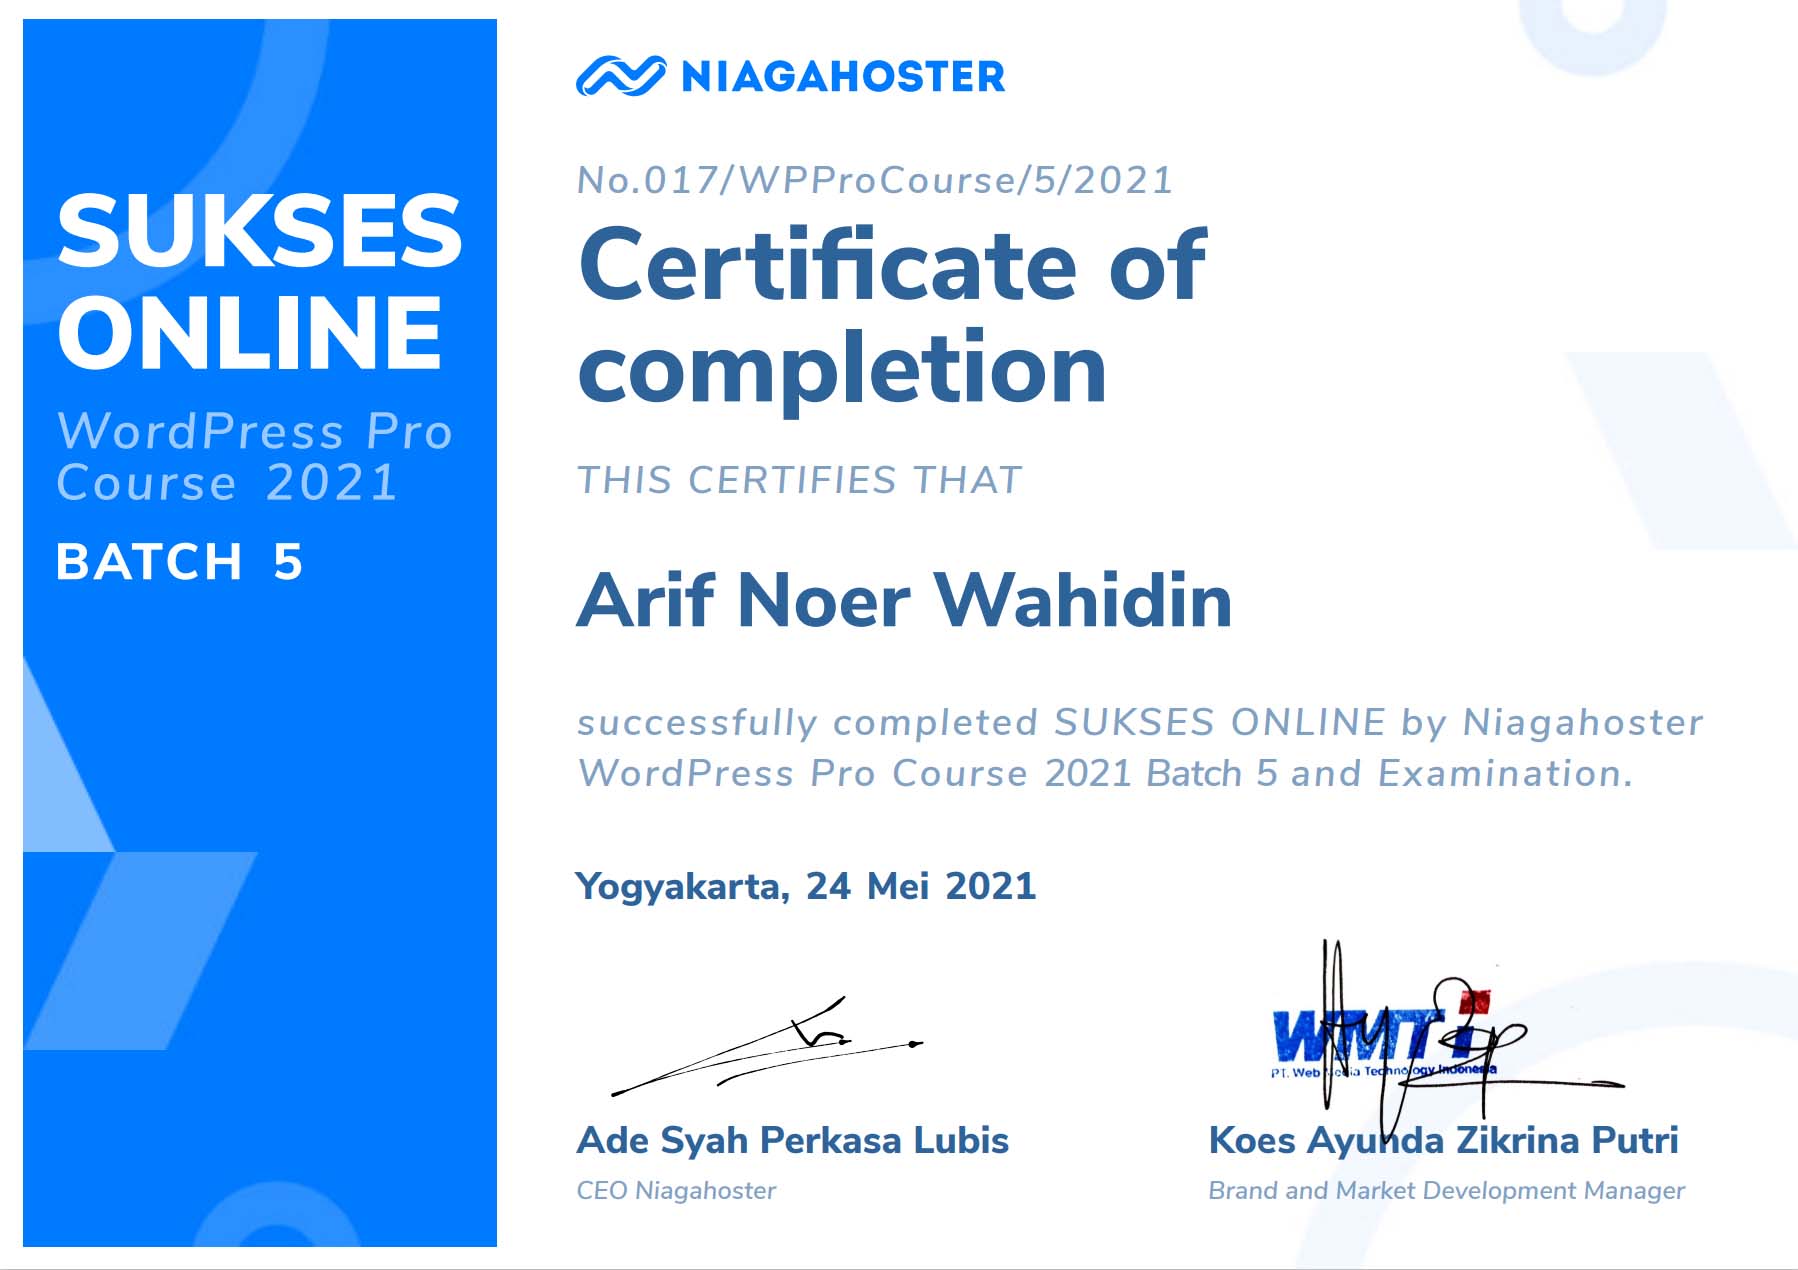 SUKSES
ONLINE
WordPress Pro
Course 2021
BATCH 5
NIAGAHOSTER
No.017/WPProCourse/5/2021
Certificate of
completion
THIS CERTIFIES THAT
Arif Noer Wahidin
successfully completed SUKSES ONLINE by Niagahoster
WordPress Pro Course 2021 Batch 5 and Examination.
Yogyakarta, 24 Mei 2021
WMTi
PT. Web Media Technology Indonesia
Ade Syah Perkasa Lubis
CEO Niagahoster
Koes Ayunda Zikrina Putri
Brand and Market Development Manager